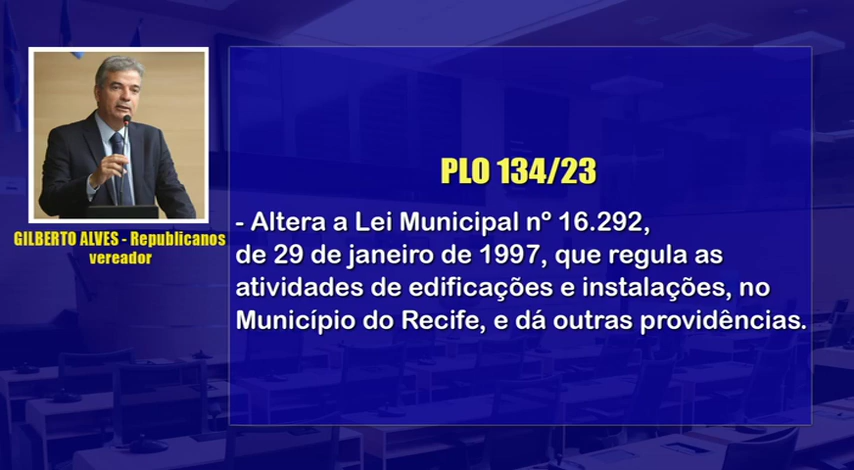 GILBERTO ALVES - Republicanos
vereador
PLO 134/23
- Altera a Lei Municipal nº 16.292,
de 29 de janeiro de 1997, que regula as
atividades de edificações e instalações, no
Município do Recife, e dá outras providências.